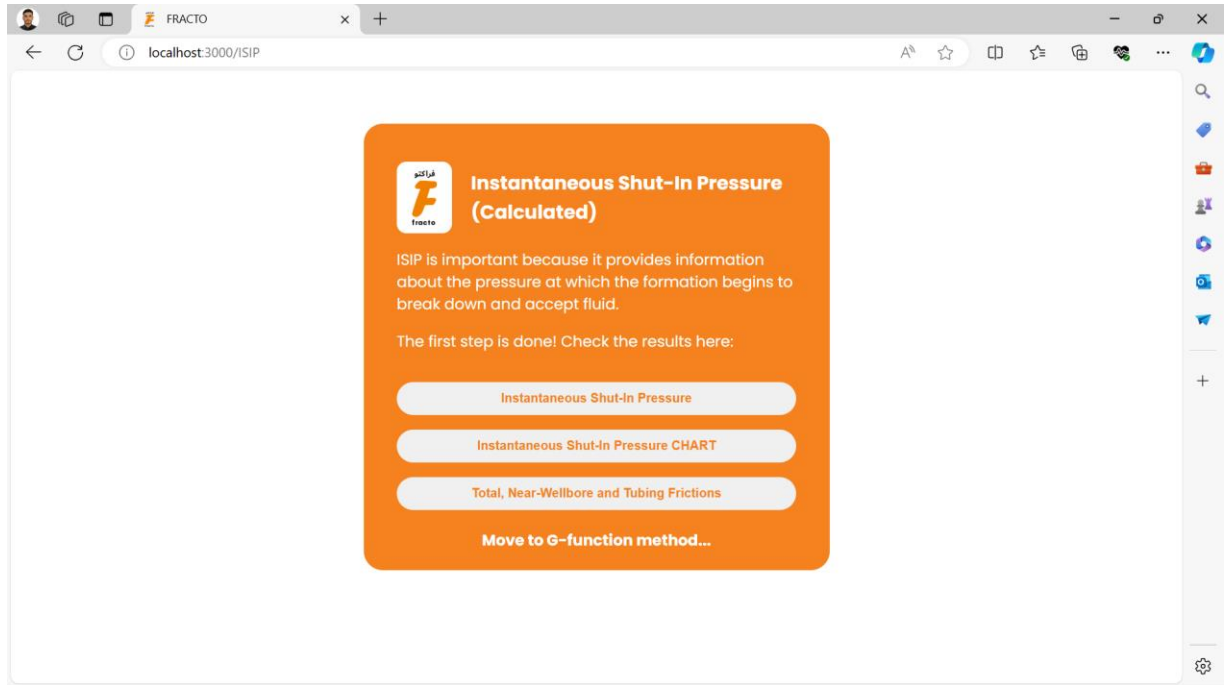 FRACTO
localhost:3000/ISIP
فراكتو
fracto
Instantaneous Shut-In Pressure
(Calculated)
ISIP is important because it provides information
about the pressure at which the formation begins to
break down and accept fluid.
The first step is done! Check the results here:
Instantaneous Shut-In Pressure
Instantaneous Shut-In Pressure CHART
Total, Near-Wellbore and Tubing Frictions
Move to G-function method...